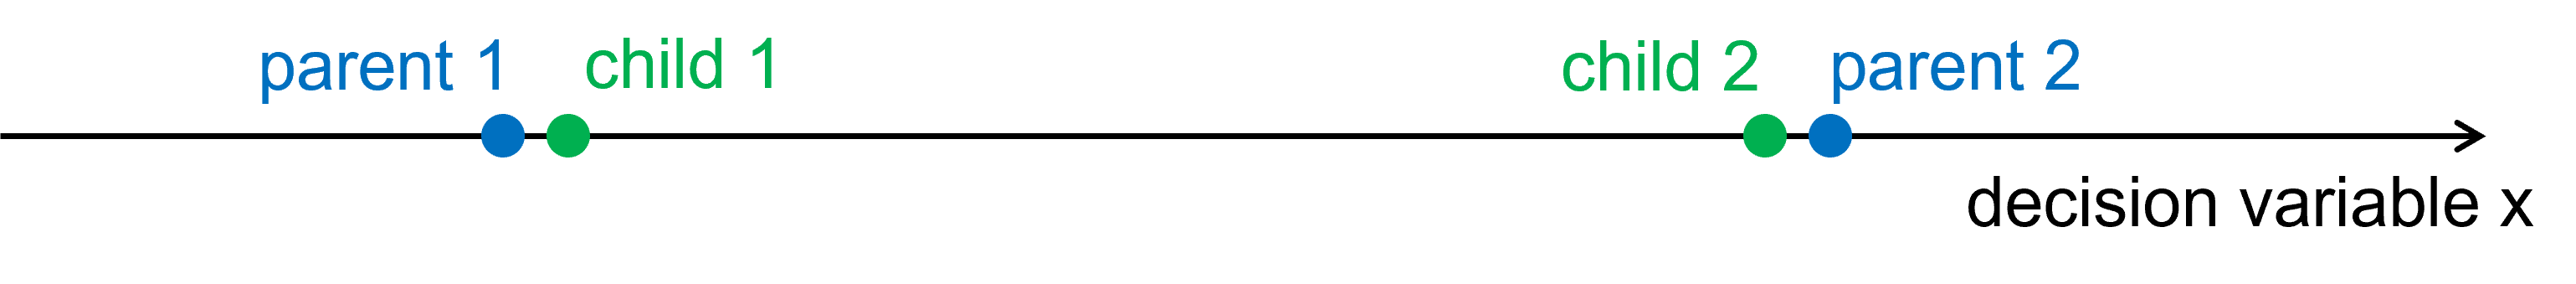 parent 1 child 1 child 2 parent 2
decision variable x